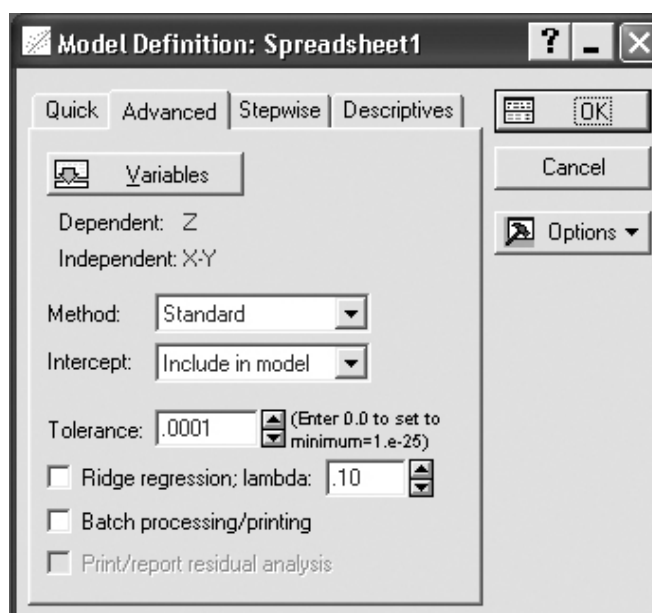 Model Definition: Spreadsheet1
Quick Advanced Stepwise Descriptives
OK
Variables
Cancel
Dependent: Z
Options
Independent: X-Y
Method: Standard
Intercept: Include in model
Tolerance: .0001 (Enter 0.0 to set to
minimum=1.e-25)
Ridge regression; lambda: .10
Batch processing/printing
Print/report residual analysis